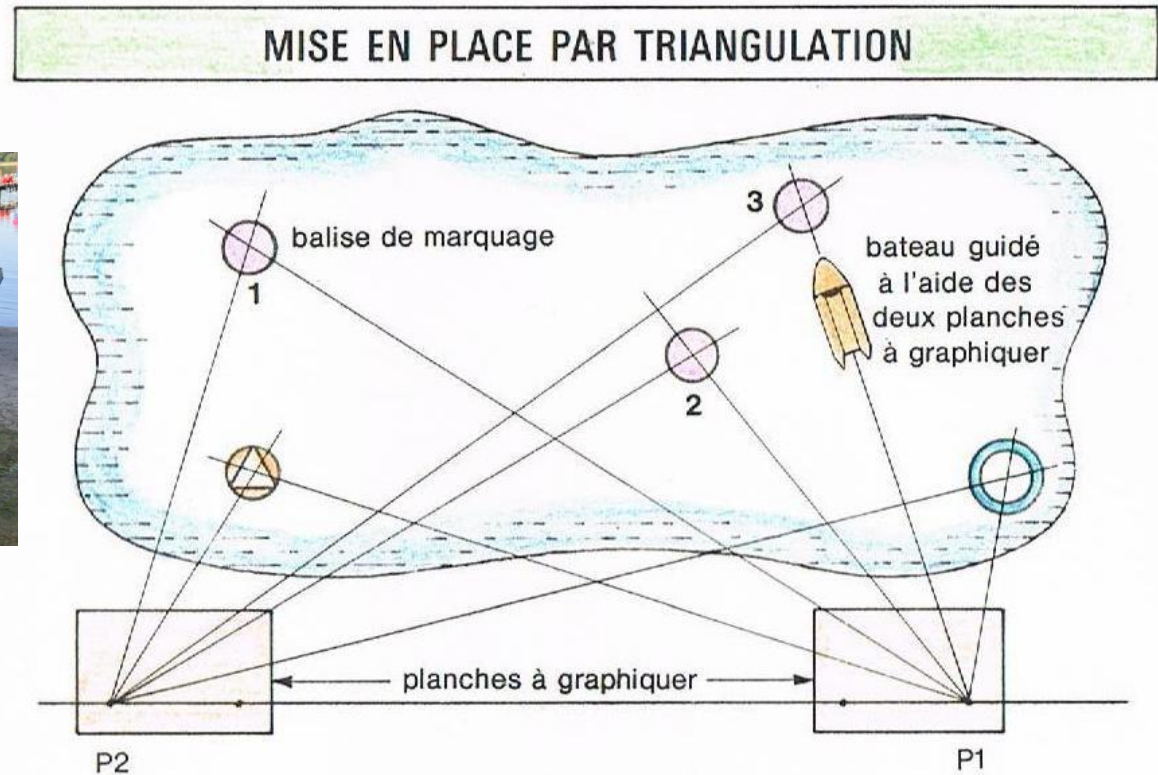 MISE EN PLACE PAR TRIANGULATION
3
balise de marquage
1
bateau guidé
à l'aide des
deux planches
à graphiquer
2
planches à graphiquer
P2
P1